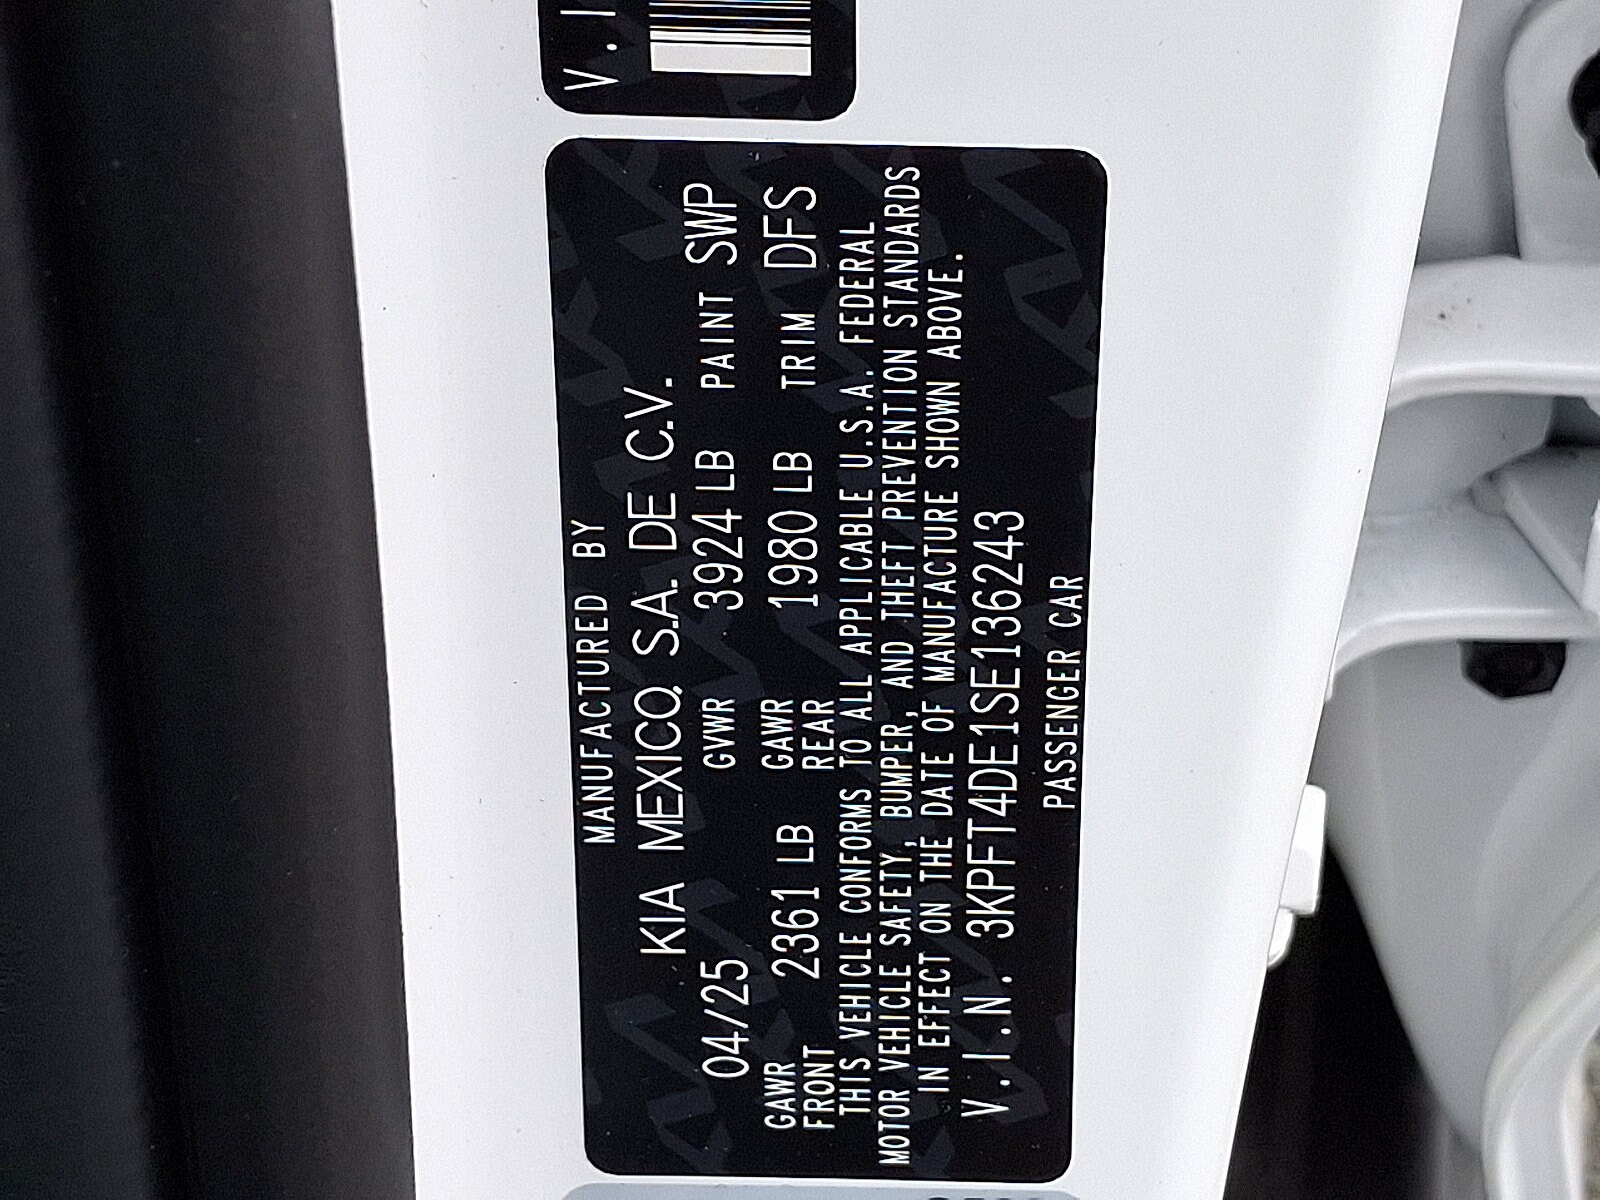 V.I
MANUFACTURED BY
KIA MEXICO, S.A. DE C.V.
04/25 GVWR 3924 LB PAINT SWP
GAWR FRONT 2361 LB GAWR REAR 1980 LB TRIM DFS
THIS VEHICLE CONFORMS TO ALL APPLICABLE U.S.A. FEDERAL
MOTOR VEHICLE SAFETY, BUMPER, AND THEFT PREVENTION STANDARDS
IN EFFECT ON THE DATE OF MANUFACTURE SHOWN ABOVE.
V.I.N. 3KPFT4DE1SE136243
PASSENGER CAR